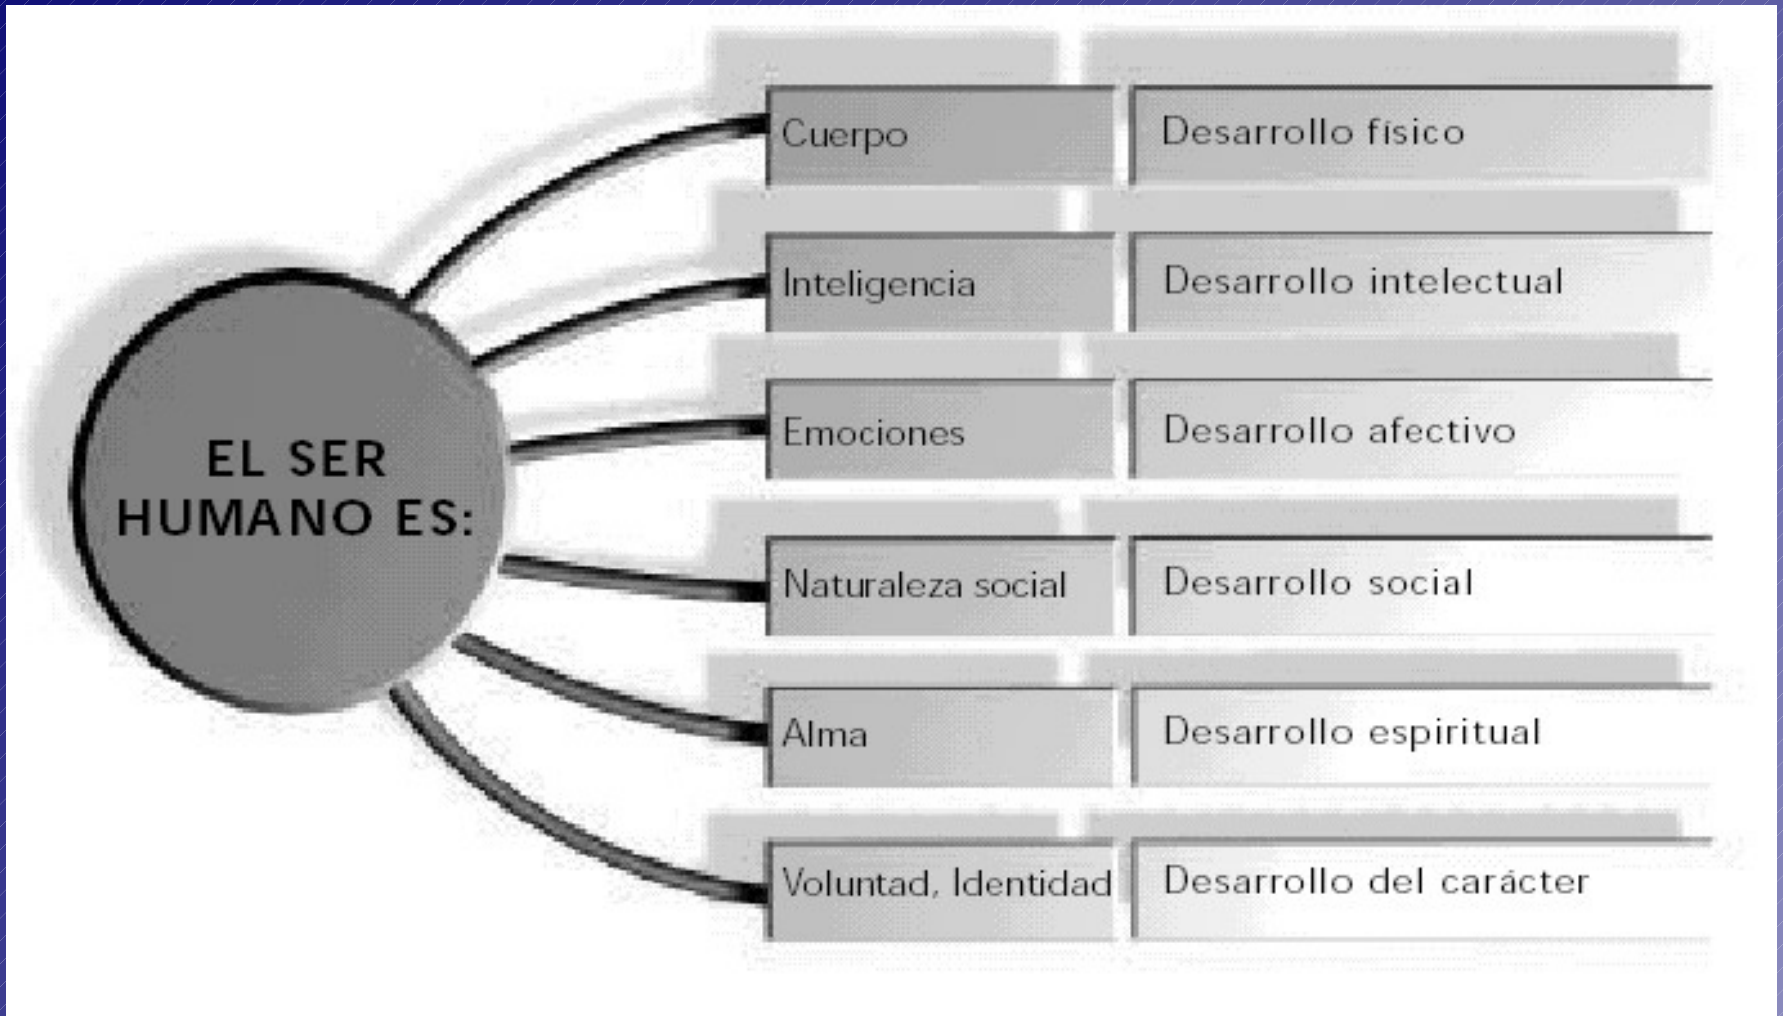 EL SER
HUMANO ES:
Cuerpo
Desarrollo físico
Inteligencia
Desarrollo intelectual
Emociones
Desarrollo afectivo
Naturaleza social
Desarrollo social
Alma
Desarrollo espiritual
Voluntad, Identidad
Desarrollo del carácter